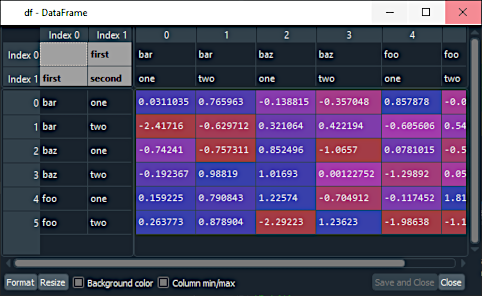 df - DataFrame
Index 0 Index 1 0 1 2 3 4
Index 0 first bar bar baz baz foo foo
Index 1 first second one two one two one two
0 bar one 0.0311035 0.765963 -0.138815 -0.357048 0.857878 -0.0
1 bar two -2.41716 -0.629712 0.321064 0.422194 -0.605606 0.54
2 baz one -0.74241 -0.757311 0.852496 -1.0657 0.0781015 -0.5
3 baz two -0.192367 0.98819 1.01693 0.00122752 -1.29892 0.05
4 foo one 0.159225 0.790843 1.22574 -0.704912 -0.117452 1.81
5 foo two 0.263773 0.878904 -2.29223 1.23623 -1.98638 -1.1
Format Resize Background color Column min/max Save and Close Close